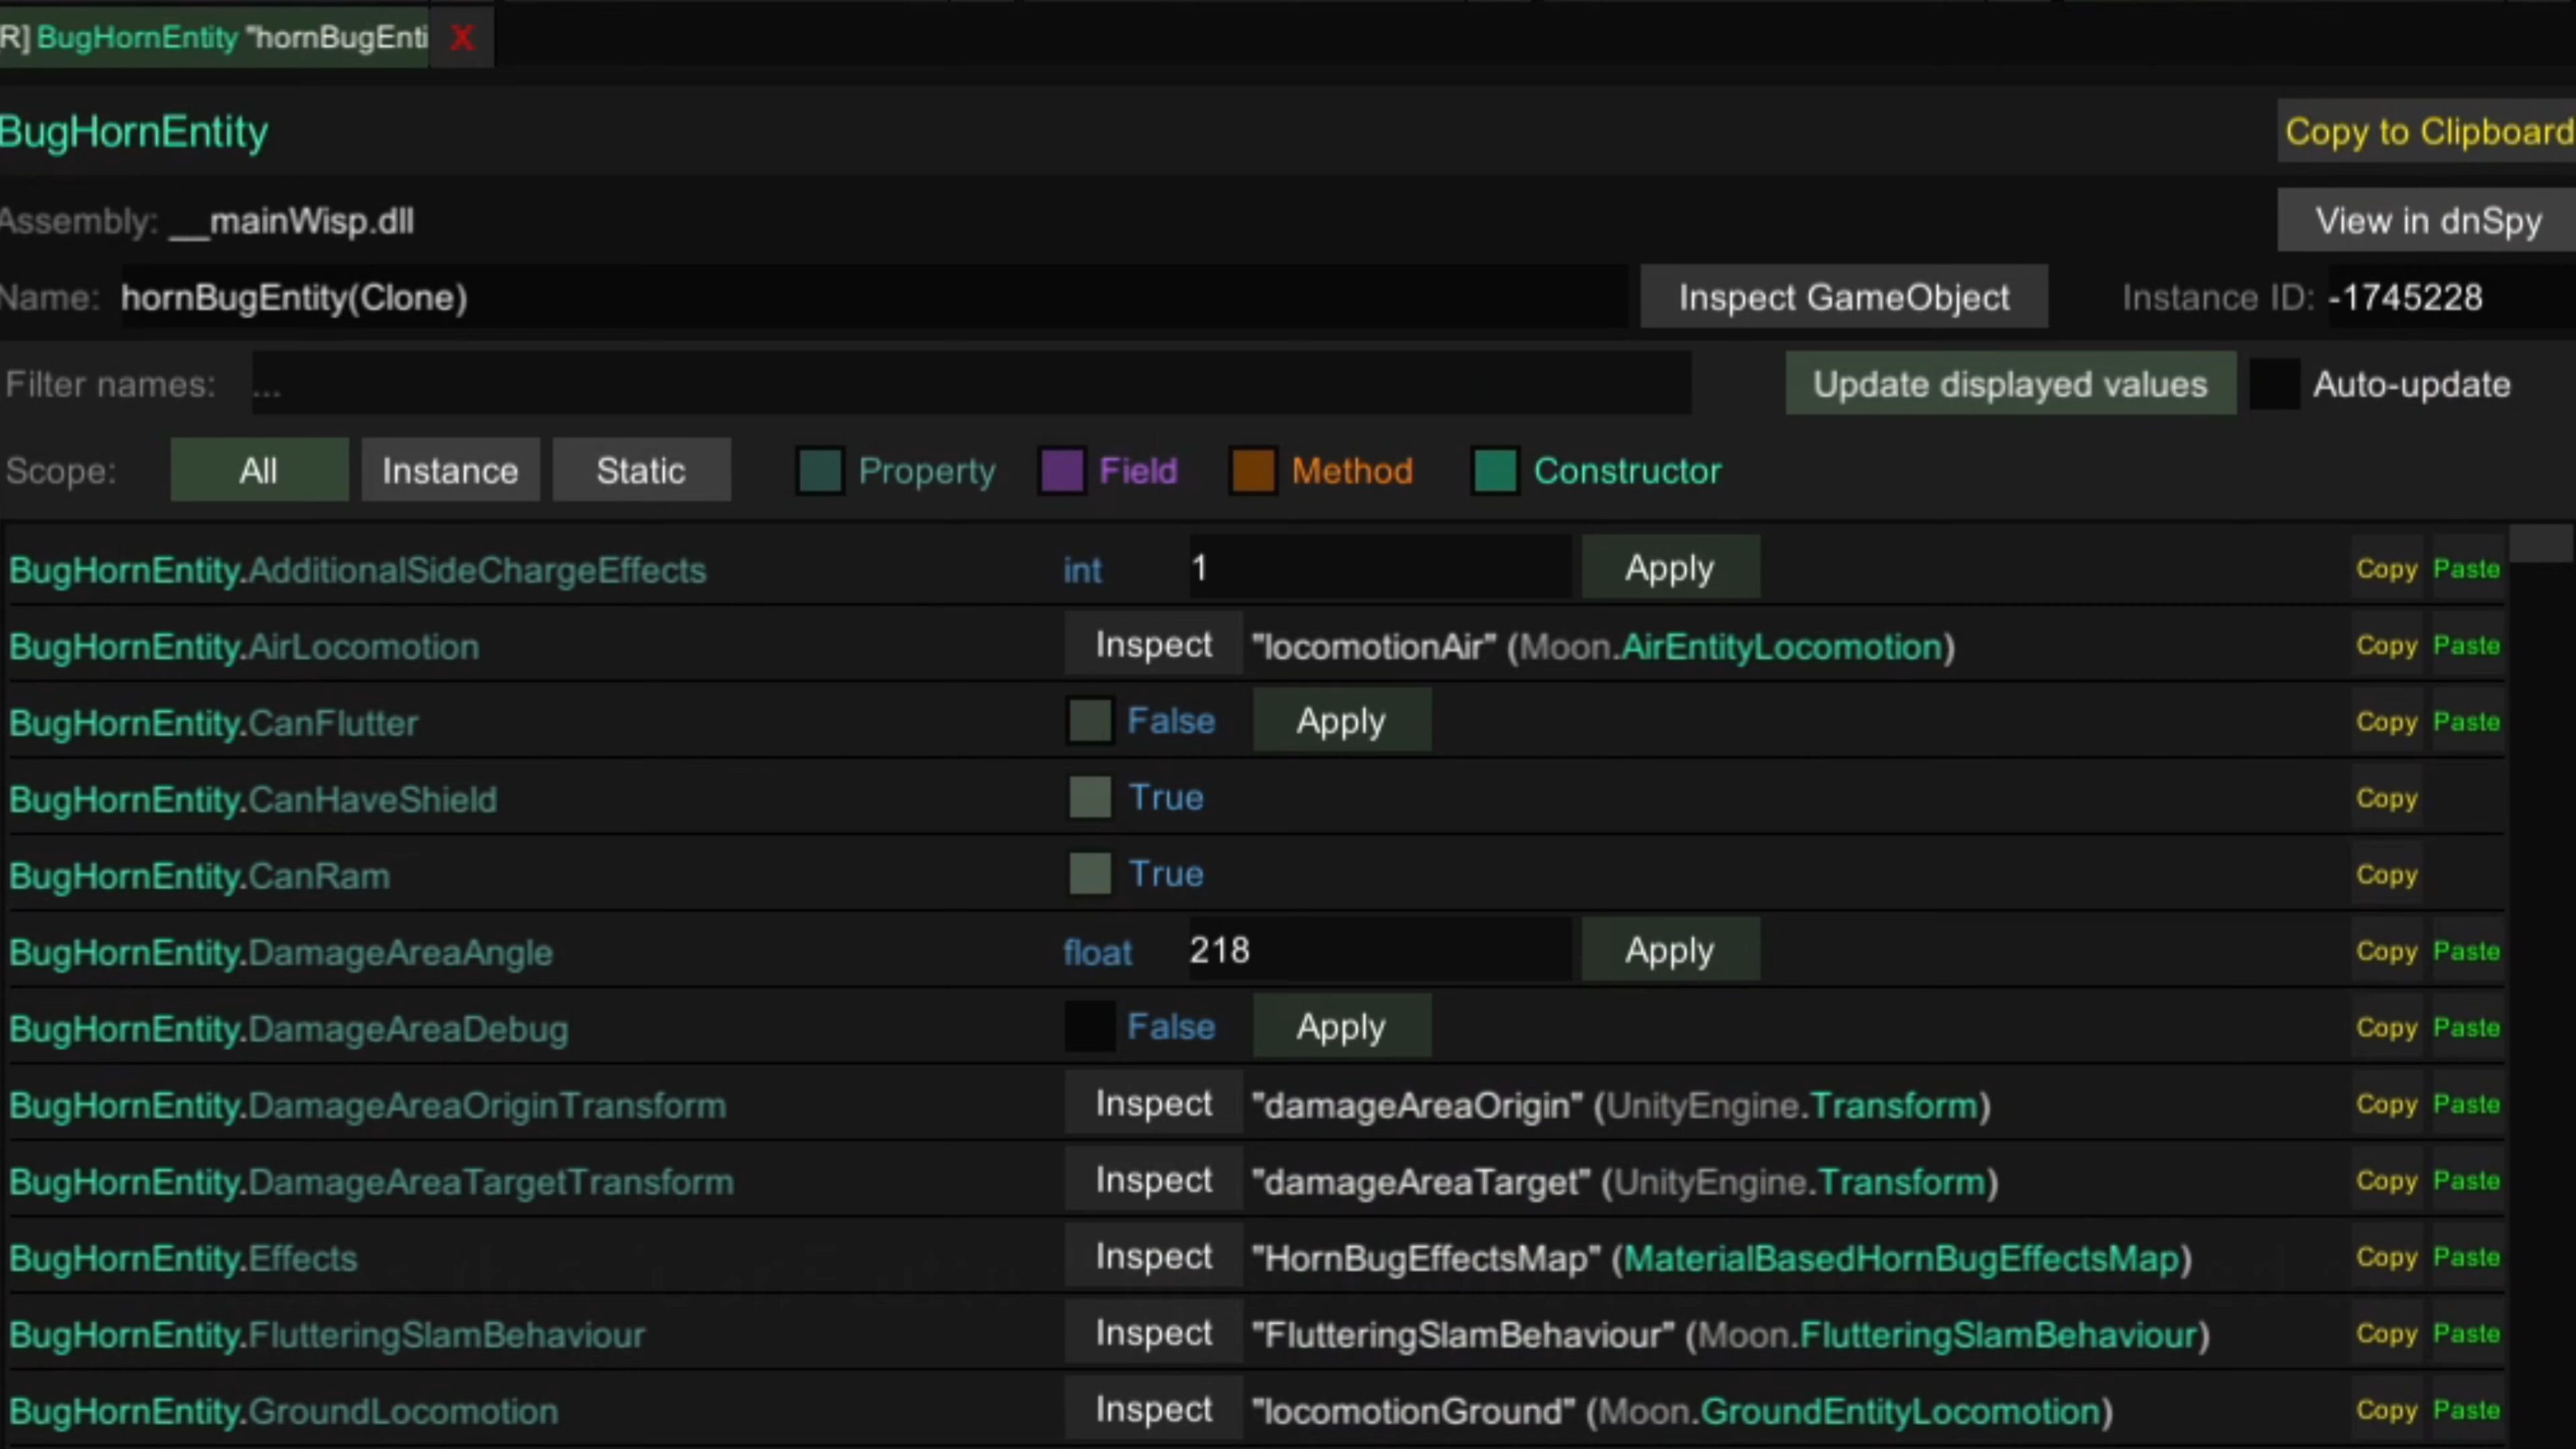 R] BugHornEntity "hornBugEnti X
BugHornEntity Copy to Clipboard
Assembly: __mainWisp.dll View in dnSpy
Name: hornBugEntity(Clone) Inspect GameObject Instance ID: -1745228
Filter names: ... Update displayed values Auto-update
Scope: All Instance Static Property Field Method Constructor
BugHornEntity.AdditionalSideChargeEffects int 1 Apply Copy Paste
BugHornEntity.AirLocomotion Inspect "locomotionAir" (Moon.AirEntityLocomotion) Copy Paste
BugHornEntity.CanFlutter False Apply Copy Paste
BugHornEntity.CanHaveShield True Copy
BugHornEntity.CanRam True Copy
BugHornEntity.DamageAreaAngle float 218 Apply Copy Paste
BugHornEntity.DamageAreaDebug False Apply Copy Paste
BugHornEntity.DamageAreaOriginTransform Inspect "damageAreaOrigin" (UnityEngine.Transform) Copy Paste
BugHornEntity.DamageAreaTargetTransform Inspect "damageAreaTarget" (UnityEngine.Transform) Copy Paste
BugHornEntity.Effects Inspect "HornBugEffectsMap" (MaterialBasedHornBugEffectsMap) Copy Paste
BugHornEntity.FlutteringSlamBehaviour Inspect "FlutteringSlamBehaviour" (Moon.FlutteringSlamBehaviour) Copy Paste
BugHornEntity.GroundLocomotion Inspect "locomotionGround" (Moon.GroundEntityLocomotion) Copy Paste